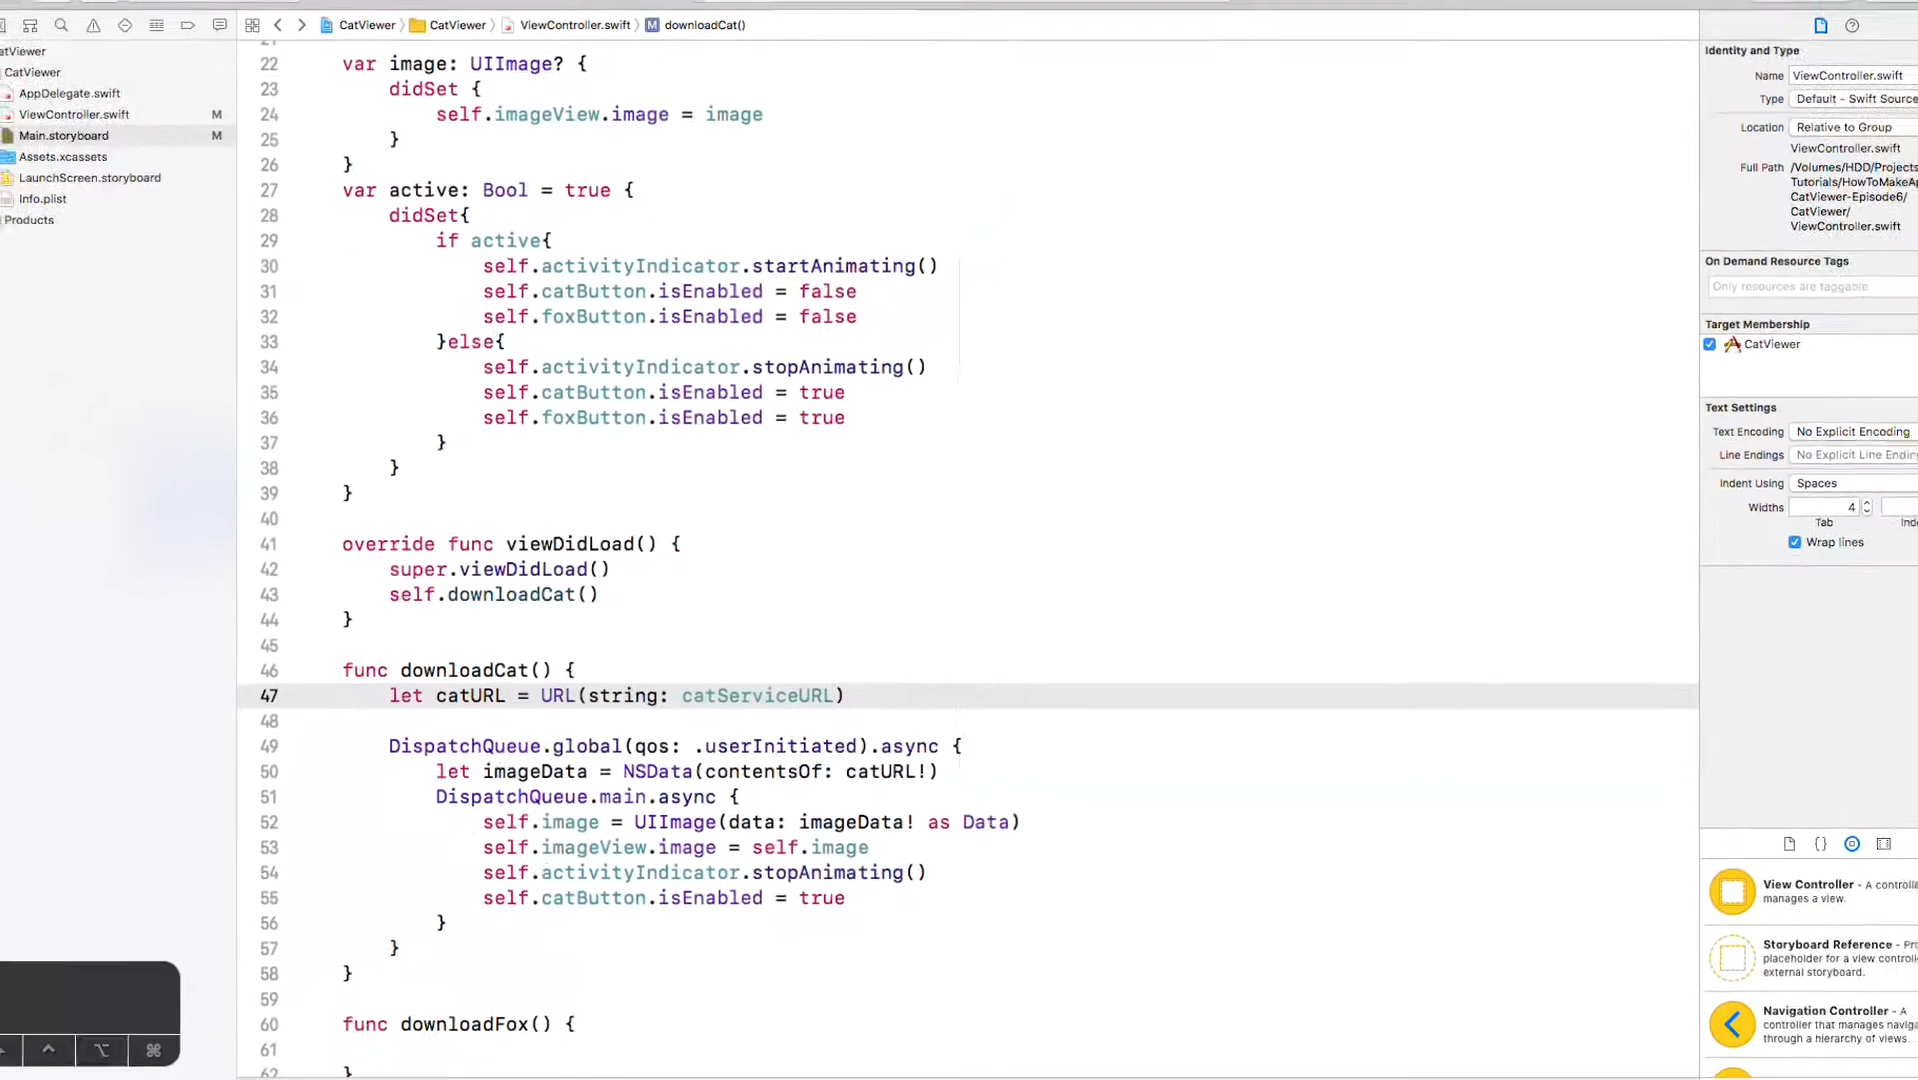 CatViewer
CatViewer
ViewController.swift
M
downloadCat()
CatViewer
AppDelegate.swift
ViewController.swift
M
Main.storyboard
M
Assets.xcassets
LaunchScreen.storyboard
Info.plist
Products
22 var image: UIImage? {
23 didSet {
24 self.imageView.image = image
25 }
26 }
27 var active: Bool = true {
28 didSet{
29 if active{
30 self.activityIndicator.startAnimating()
31 self.catButton.isEnabled = false
32 self.foxButton.isEnabled = false
33 }else{
34 self.activityIndicator.stopAnimating()
35 self.catButton.isEnabled = true
36 self.foxButton.isEnabled = true
37 }
38 }
39 }
40
41 override func viewDidLoad() {
42 super.viewDidLoad()
43 self.downloadCat()
44 }
45
46 func downloadCat() {
47 let catURL = URL(string: catServiceURL)
48
49 DispatchQueue.global(qos: .userInitiated).async {
50 let imageData = NSData(contentsOf: catURL!)
51 DispatchQueue.main.async {
52 self.image = UIImage(data: imageData! as Data)
53 self.imageView.image = self.image
54 self.activityIndicator.stopAnimating()
55 self.catButton.isEnabled = true
56 }
57 }
58 }
59
60 func downloadFox() {
61
62 }
Identity and Type
Name ViewController.swift
Type Default - Swift Source
Location Relative to Group
ViewController.swift
Full Path /Volumes/HDD/Projects
Tutorials/HowToMakeAp
CatViewer-Episode6/
CatViewer/
ViewController.swift
On Demand Resource Tags
Only resources are taggable
Target Membership
CatViewer
Text Settings
Text Encoding No Explicit Encoding
Line Endings No Explicit Line Ending
Indent Using Spaces
Widths 4
Tab
Wrap lines
View Controller - A controlle
manages a view.
Storyboard Reference - Pr
placeholder for a view controll
external storyboard.
Navigation Controller - A
controller that manages naviga
through a hierarchy of views.